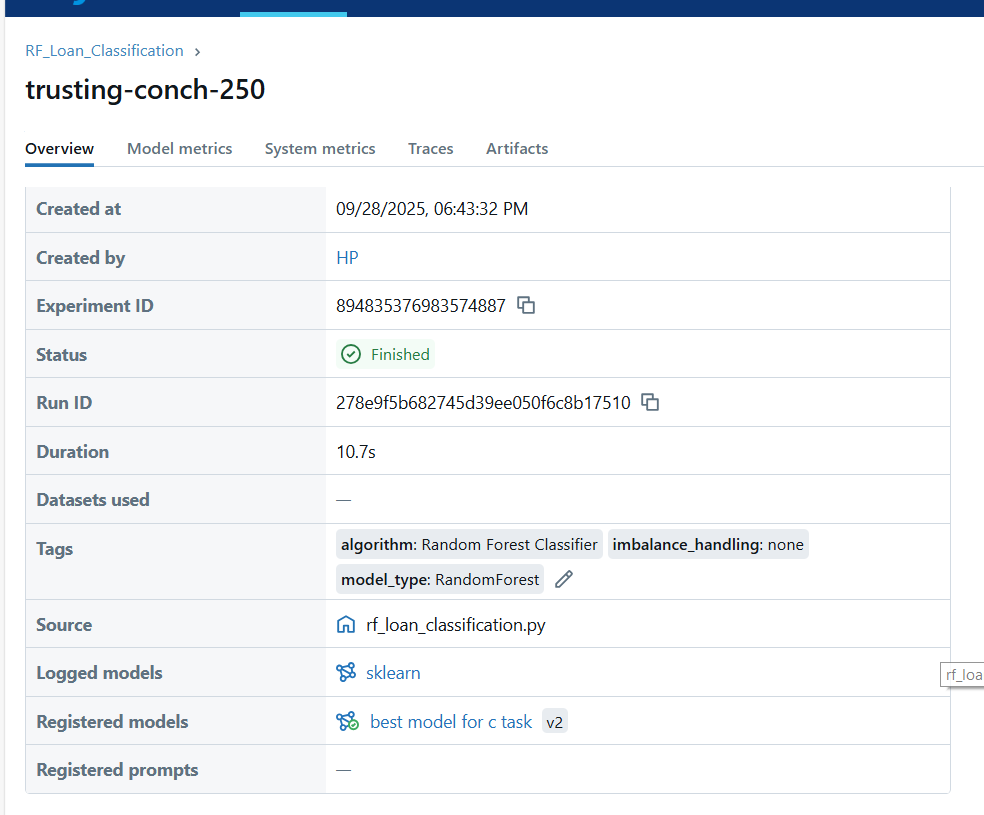 RF_Loan_Classification >
trusting-conch-250
Overview Model metrics System metrics Traces Artifacts
Created at 09/28/2025, 06:43:32 PM
Created by HP
Experiment ID 894835376983574887
Status Finished
Run ID 278e9f5b682745d39ee050f6c8b17510
Duration 10.7s
Datasets used —
Tags algorithm: Random Forest Classifier imbalance_handling: none
model_type: RandomForest
Source rf_loan_classification.py
Logged models sklearn
rf_loa
Registered models best model for c task v2
Registered prompts —